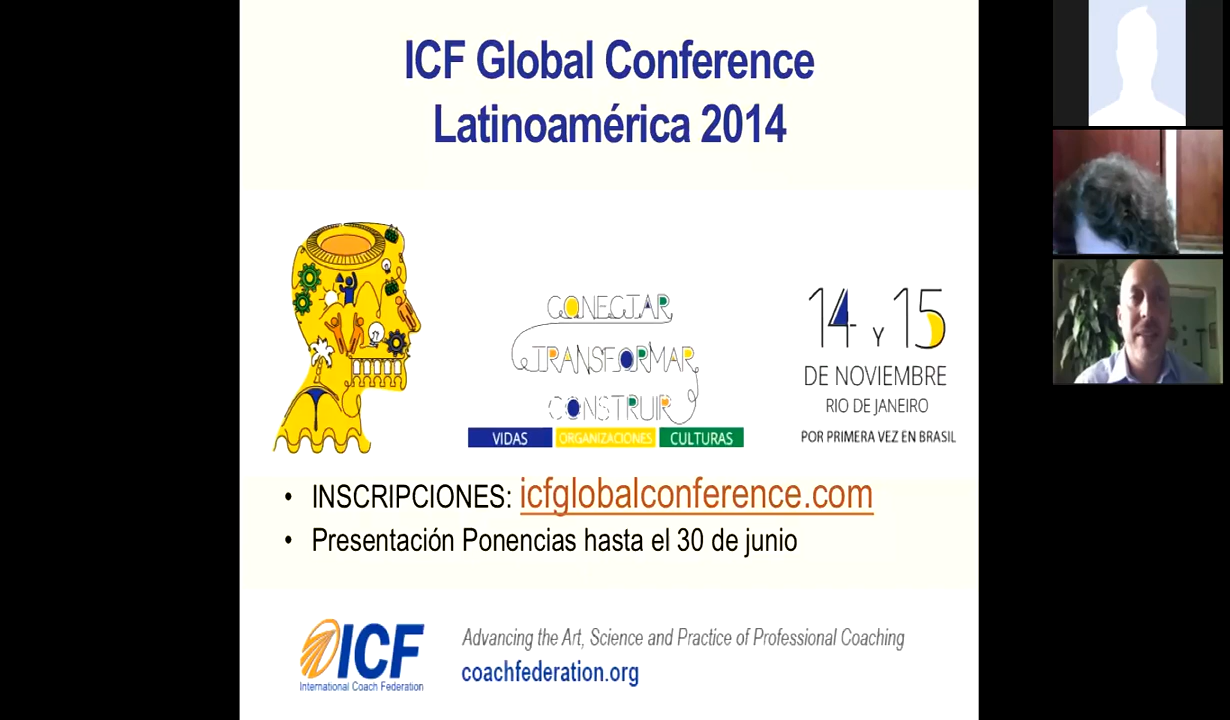 ICF Global Conference
Latinoamérica 2014
CONECTAR
TRANSFORMAR
CONSTRUIR
VIDAS ORGANIZACIONES CULTURAS
14 Y 15
DE NOVIEMBRE
RIO DE JANEIRO
POR PRIMERA VEZ EN BRASIL
• INSCRIPCIONES: icfglobalconference.com
• Presentación Ponencias hasta el 30 de junio
ICF
International Coach Federation
Advancing the Art, Science and Practice of Professional Coaching
coachfederation.org